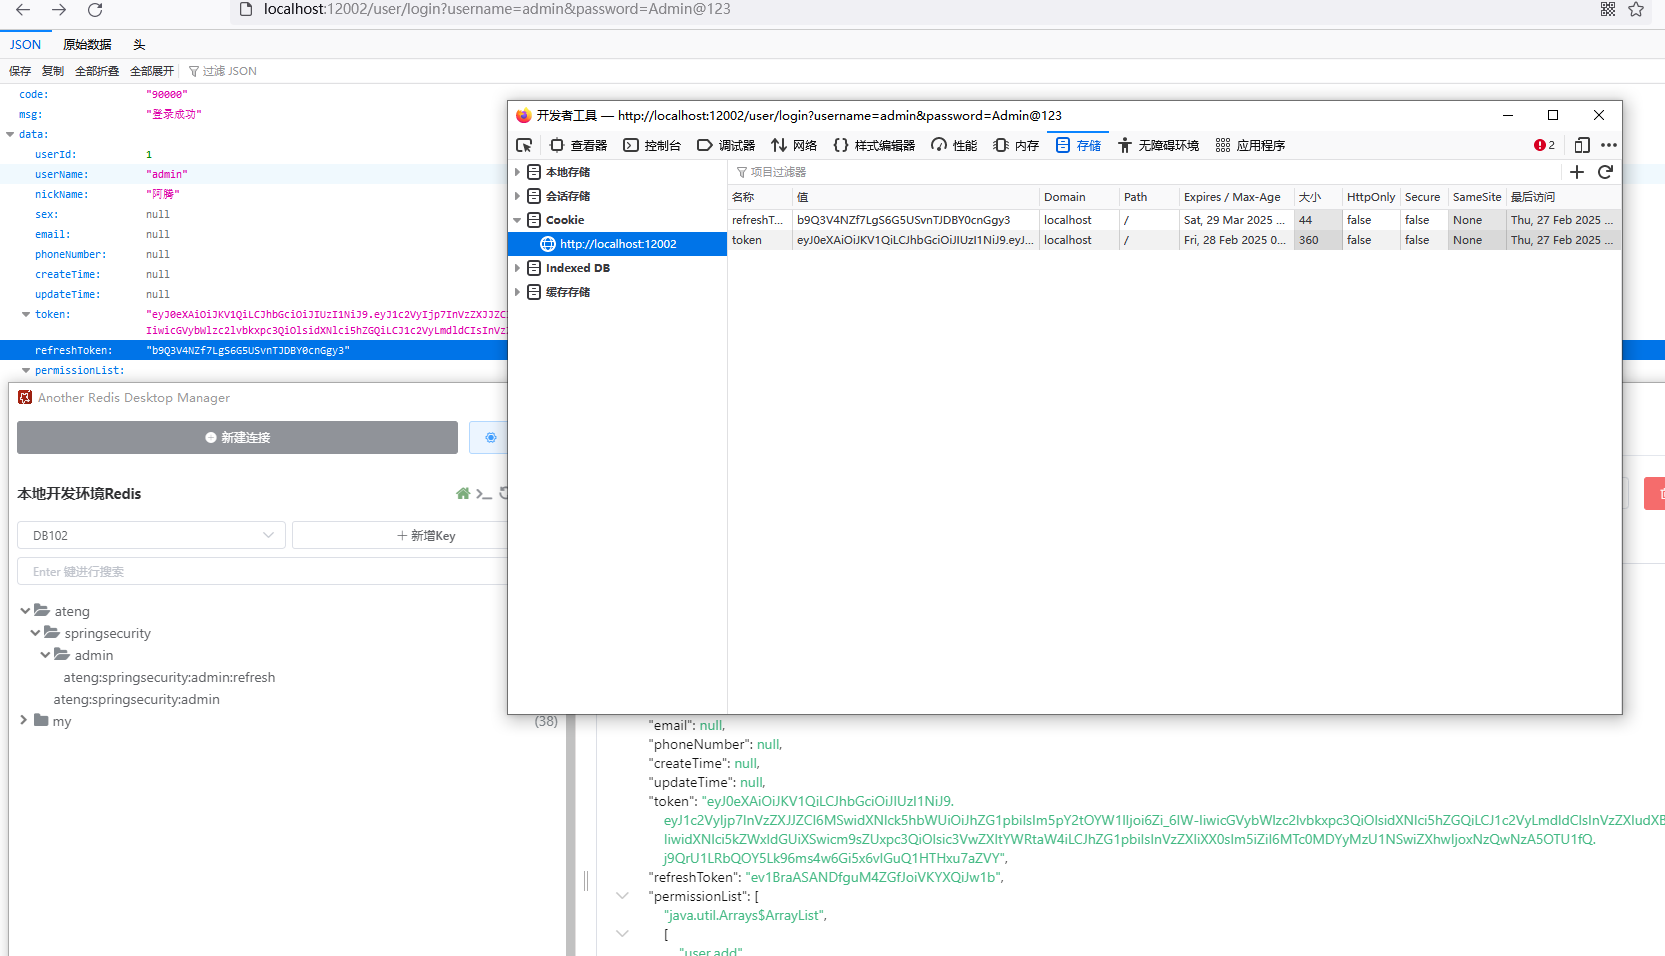 localhost:12002/user/login?username=admin&password=Admin@123
JSON 原始数据 头
保存 复制 全部折叠 全部展开 过滤 JSON
code: "90000"
msg: "登录成功"
data:
userId: 1
userName: "admin"
nickName: "阿腾"
sex: null
email: null
phoneNumber: null
createTime: null
updateTime: null
token: "eyJ0eXAiOiJKV1QiLCJhbGciOiJIUzI1NiJ9.eyJ1c2VyIjp7InVzZXJJZC
IiwicGVybWlzc2lvbkxpc3QiOlsidXNlci5hZGQiLCJ1c2VyLmdldCIsInVz
refreshToken: "b9Q3V4NZf7LgS6G5USvnTJDBY0cnGgy3"
permissionList:
开发者工具 — http://localhost:12002/user/login?username=admin&password=Admin@123
查看器 控制台 调试器 网络 样式编辑器 性能 内存 存储 无障碍环境 应用程序 2
本地存储
会话存储
Cookie
http://localhost:12002
Indexed DB
缓存存储
项目过滤器
名称 值 Domain Path Expires / Max-Age 大小 HttpOnly Secure SameSite 最后访问
refreshT... b9Q3V4NZf7LgS6G5USvnTJDBY0cnGgy3 localhost / Sat, 29 Mar 2025 ... 44 false false None Thu, 27 Feb 2025 ...
token eyJ0eXAiOiJKV1QiLCJhbGciOiJIUzI1NiJ9.eyJ... localhost / Fri, 28 Feb 2025 0... 360 false false None Thu, 27 Feb 2025 ...
Another Redis Desktop Manager
新建连接
本地开发环境Redis
DB102 新增Key
Enter 键进行搜索
ateng
springsecurity
admin
ateng:springsecurity:admin:refresh
ateng:springsecurity:admin
my (38)
"email": null,
"phoneNumber": null,
"createTime": null,
"updateTime": null,
"token": "eyJ0eXAiOiJKV1QiLCJhbGciOiJIUzI1NiJ9.
eyJ1c2VyIjp7InVzZXJJZCI6MSwidXNlck5hbWUiOiJhZG1pbiIsIm5pY2tOYW1lIjoi6Zi_6IW-IiwicGVybWlzc2lvbkxpc3QiOlsidXNlci5hZGQiLCJ1c2VyLmdldCIsInVzZXIudXB
IiwidXNlci5kZWxldGUiXSwicm9sZUxpc3QiOlsic3VwZXItYWRtaW4iLCJhZG1pbiIsInVzZXIiXX0sIm5iZiI6MTc0MDYyMzU1NSwiZXhwIjoxNzQwNzA5OTU1fQ.
j9QrU1LRbQOY5Lk96ms4w6Gi5x6vlGuQ1HTHxu7aZVY",
"refreshToken": "ev1BraASANDfguM4ZGfJoiVKYXQiJw1b",
"permissionList": [
"java.util.Arrays$ArrayList",
[
"user.add"